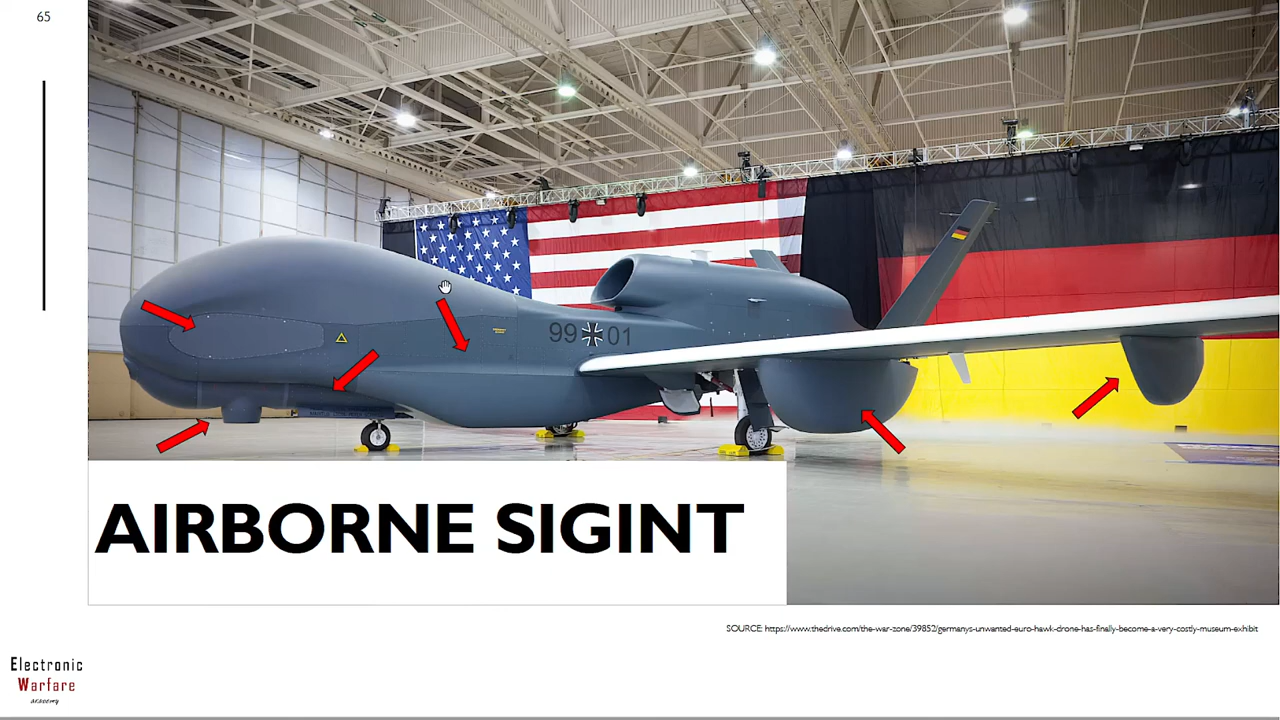 65
99 01
AIRBORNE SIGINT
SOURCE: https://www.thedrive.com/the-war-zone/39852/germanys-unwanted-euro-hawk-drone-has-finally-become-a-very-costly-museum-exhibit
Electronic
Warfare
academy